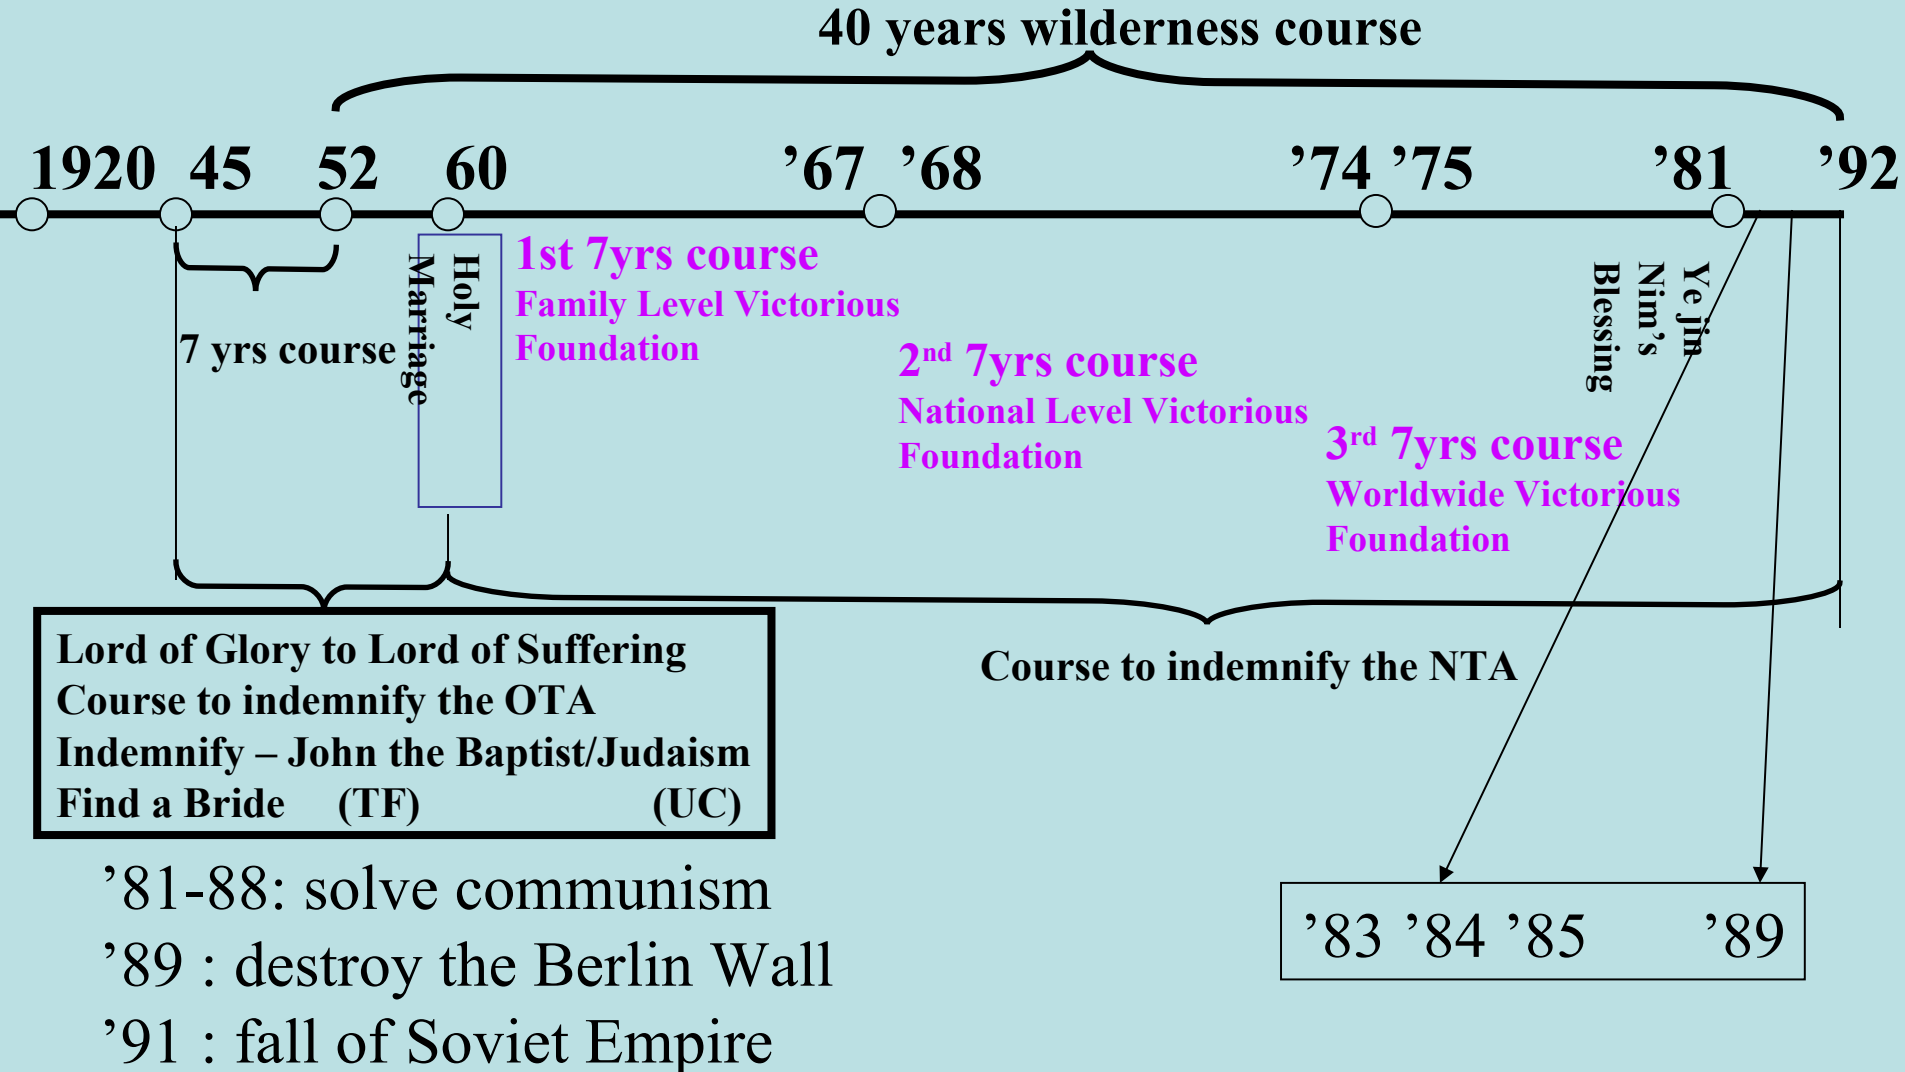 40 years wilderness course
1920 45 52 60 ’67 ’68 ’74 ’75 ’81 ’92
7 yrs course
Holy
Marriage
1st 7yrs course
Family Level Victorious
Foundation
2nd 7yrs course
National Level Victorious
Foundation
3rd 7yrs course
Worldwide Victorious
Foundation
Ye jin
Nim’s
Blessing
Lord of Glory to Lord of Suffering
Course to indemnify the OTA
Indemnify – John the Baptist/Judaism
Find a Bride (TF) (UC)
Course to indemnify the NTA
’81-88: solve communism
’89 : destroy the Berlin Wall
’91 : fall of Soviet Empire
’83 ’84 ’85 ’89